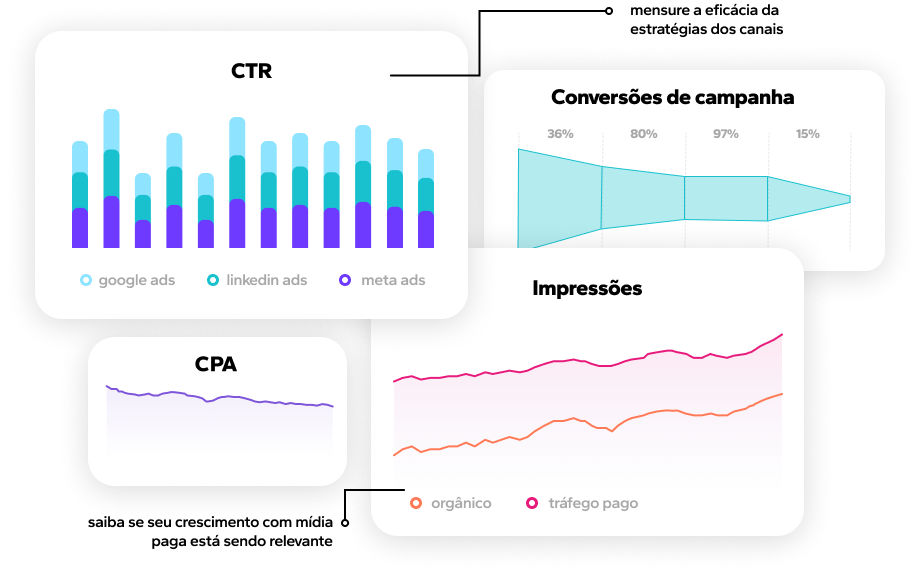 mensure a eficácia da
estratégias dos canais
CTR
google ads
linkedin ads
meta ads
Conversões de campanha
36%
80%
97%
15%
Impressões
orgânico
tráfego pago
CPA
saiba se seu crescimento com mídia
paga está sendo relevante